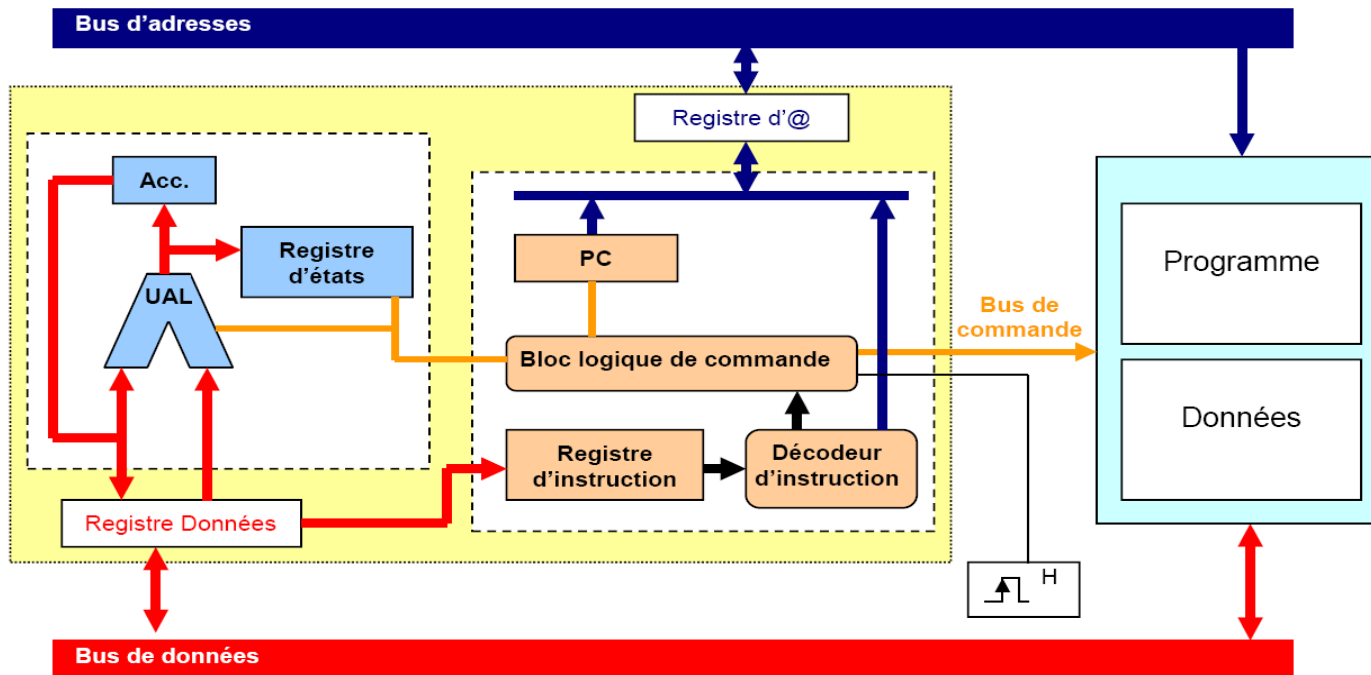 Bus d'adresses
Registre d'@
Acc.
Registre
d'états
UAL
PC
Bloc logique de commande
Registre
d'instruction
Décodeur
d'instruction
Registre Données
Bus de
commande
Programme
Données
H
Bus de données